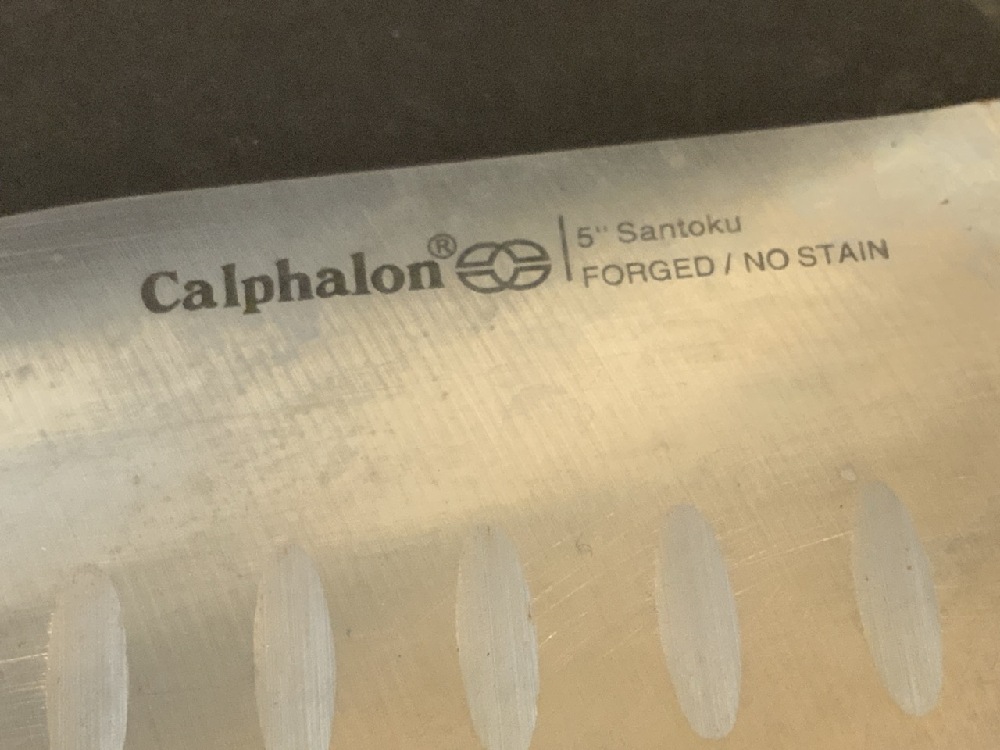 Calphalon®
5" Santoku
FORGED / NO STAIN